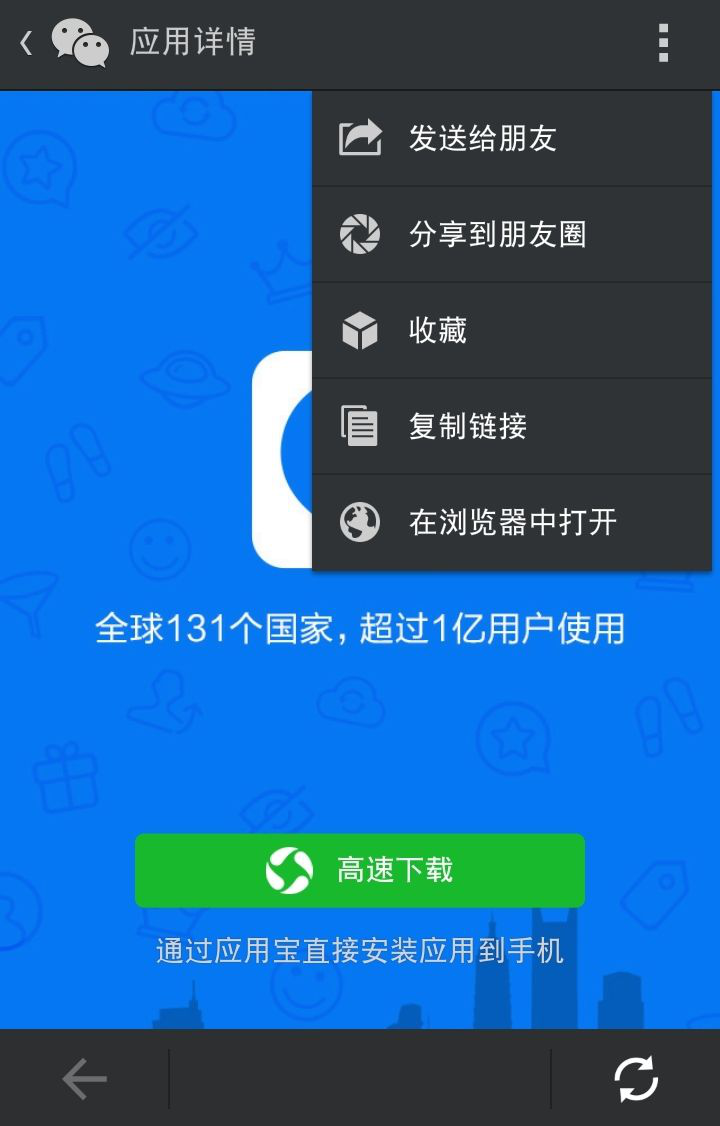 应用详情
发送给朋友
分享到朋友圈
收藏
复制链接
在浏览器中打开
全球131个国家，超过1亿用户使用
高速下载
通过应用宝直接安装应用到手机